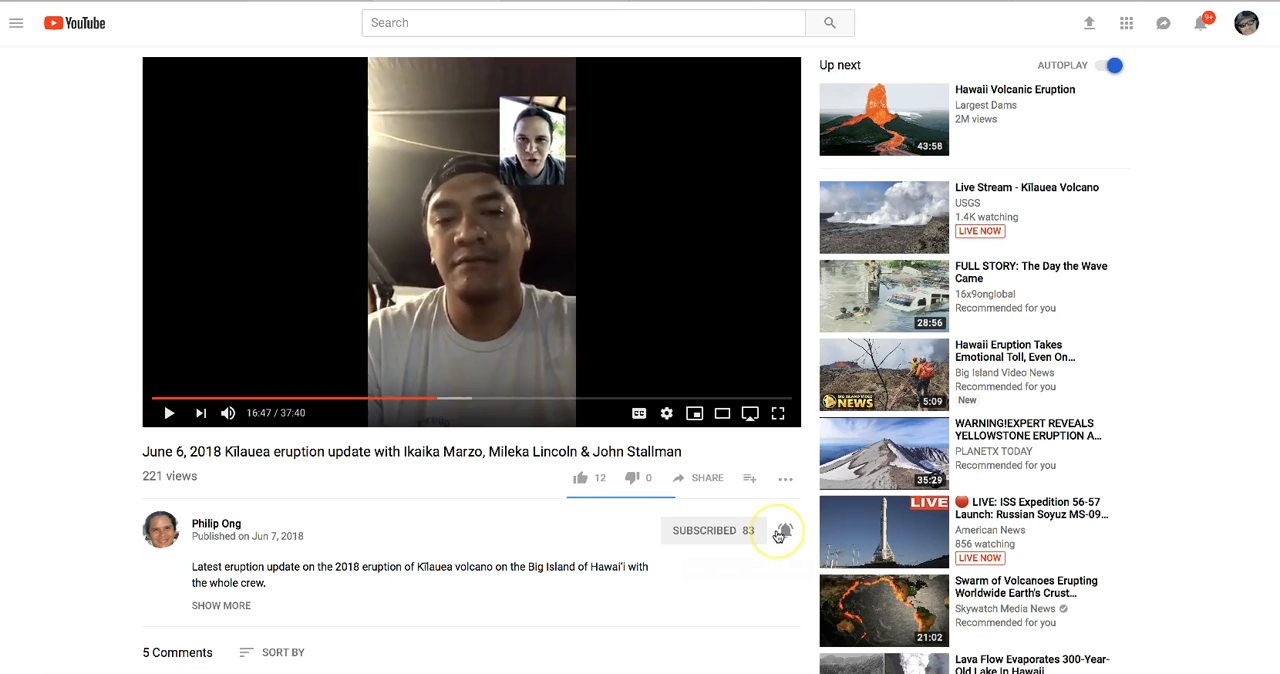 YouTube
Search
9+
16:47 / 37:40
CC
June 6, 2018 Kīlauea eruption update with Ikaika Marzo, Mileka Lincoln & John Stallman
221 views
12
0
SHARE
Philip Ong
Published on Jun 7, 2018
SUBSCRIBED 83
Latest eruption update on the 2018 eruption of Kīlauea volcano on the Big Island of Hawai’i with
the whole crew.
SHOW MORE
5 Comments
SORT BY
Up next
AUTOPLAY
43:58
Hawaii Volcanic Eruption
Largest Dams
2M views
Live Stream - Kīlauea Volcano
USGS
1.4K watching
LIVE NOW
28:56
FULL STORY: The Day the Wave
Came
16x9onglobal
Recommended for you
BIG ISLAND VIDEO
NEWS
5:09
Hawaii Eruption Takes
Emotional Toll, Even On...
Big Island Video News
Recommended for you
New
35:29
WARNING!EXPERT REVEALS
YELLOWSTONE ERUPTION A...
PLANETX TODAY
Recommended for you
LIVE
LIVE: ISS Expedition 56-57
Launch: Russian Soyuz MS-09...
American News
856 watching
LIVE NOW
21:02
Swarm of Volcanoes Erupting
Worldwide Earth's Crust...
Skywatch Media News
Recommended for you
Lava Flow Evaporates 300-Year-
Old Lake In Hawaii